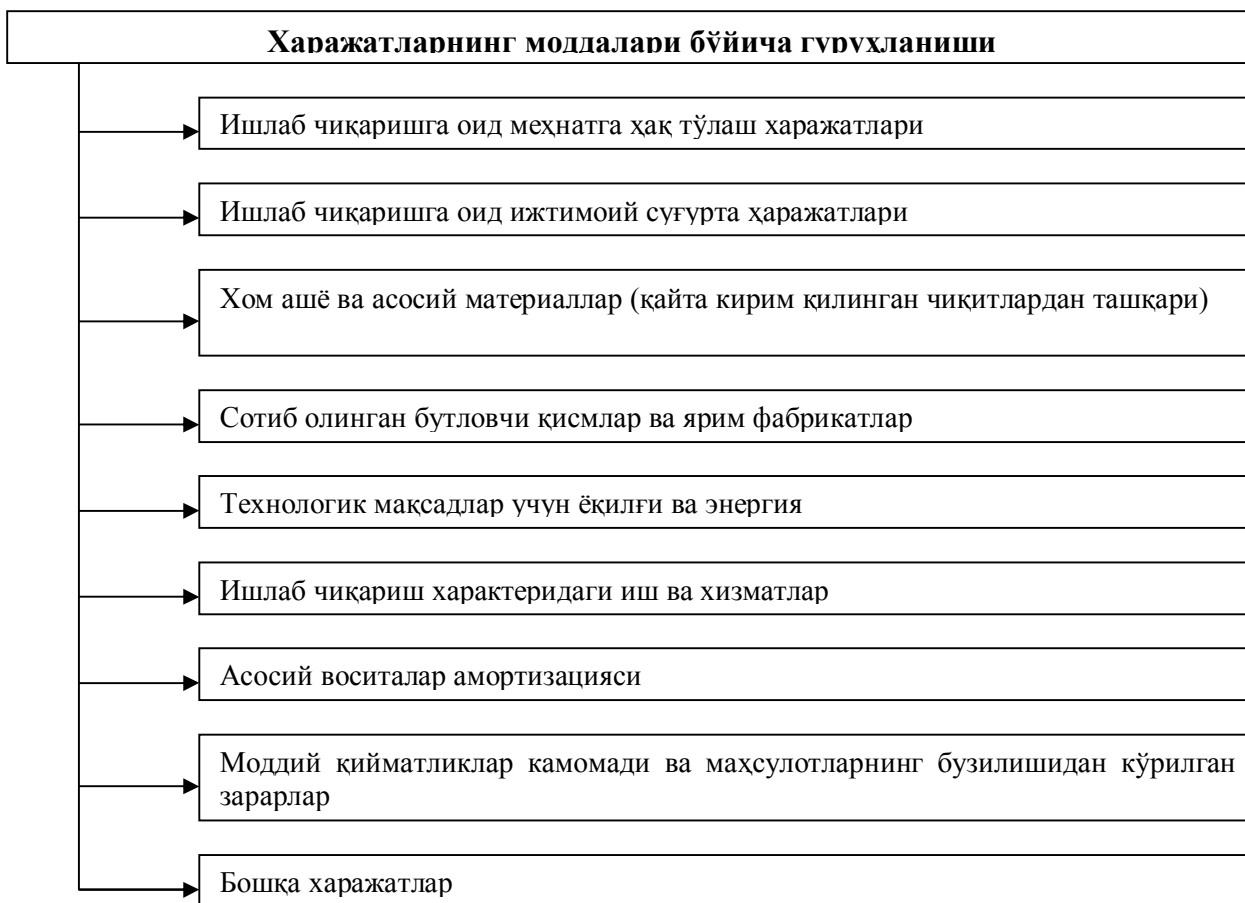 Харажатларнинг моддалари бўйича гуруҳланиши
Ишлаб чиқаришга оид меҳнатга ҳақ тўлаш харажатлари
Ишлаб чиқаришга оид ижтимоий суғурта ҳаражатлари
Хом ашё ва асосий материаллар (қайта кирим қилинган чиқитлардан ташқари)
Сотиб олинган бутловчи қисмлар ва ярим фабрикатлар
Технологик мақсадлар учун ёқилғи ва энергия
Ишлаб чиқариш характеридаги иш ва хизматлар
Асосий воситалар амортизацияси
Моддий қийматликлар камомади ва маҳсулотларнинг бузилишидан кўрилган
зарарлар
Бошқа харажатлар